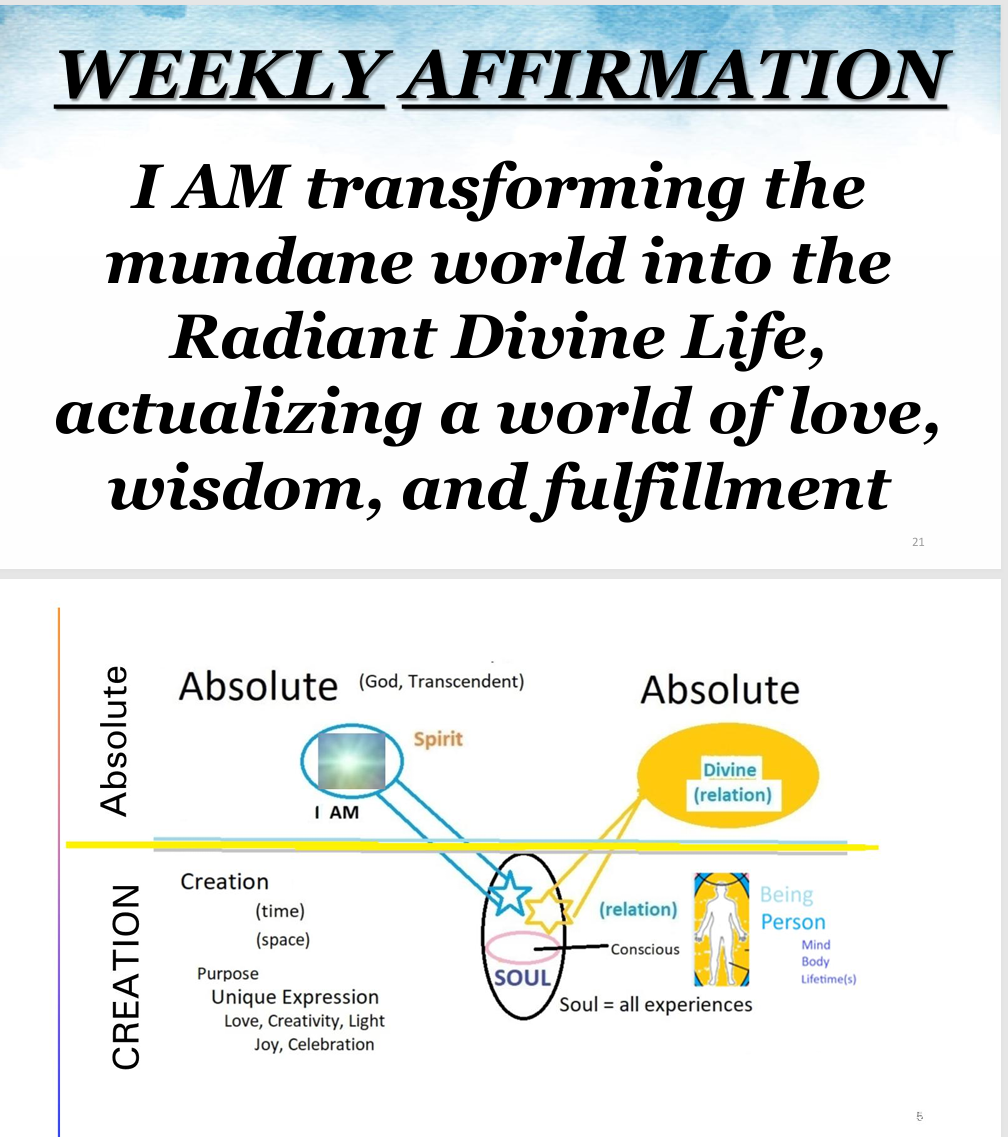 WEEKLY AFFIRMATION
I AM transforming the
mundane world into the
Radiant Divine Life,
actualizing a world of love,
wisdom, and fulfillment
21
Absolute
Absolute (God, Transcendent)
Absolute
Spirit
I AM
Divine
(relation)
CREATION
Creation
(time)
(space)
Purpose
Unique Expression
Love, Creativity, Light
Joy, Celebration
(relation)
Conscious
SOUL
Soul = all experiences
Being
Person
Mind
Body
Lifetime(s)